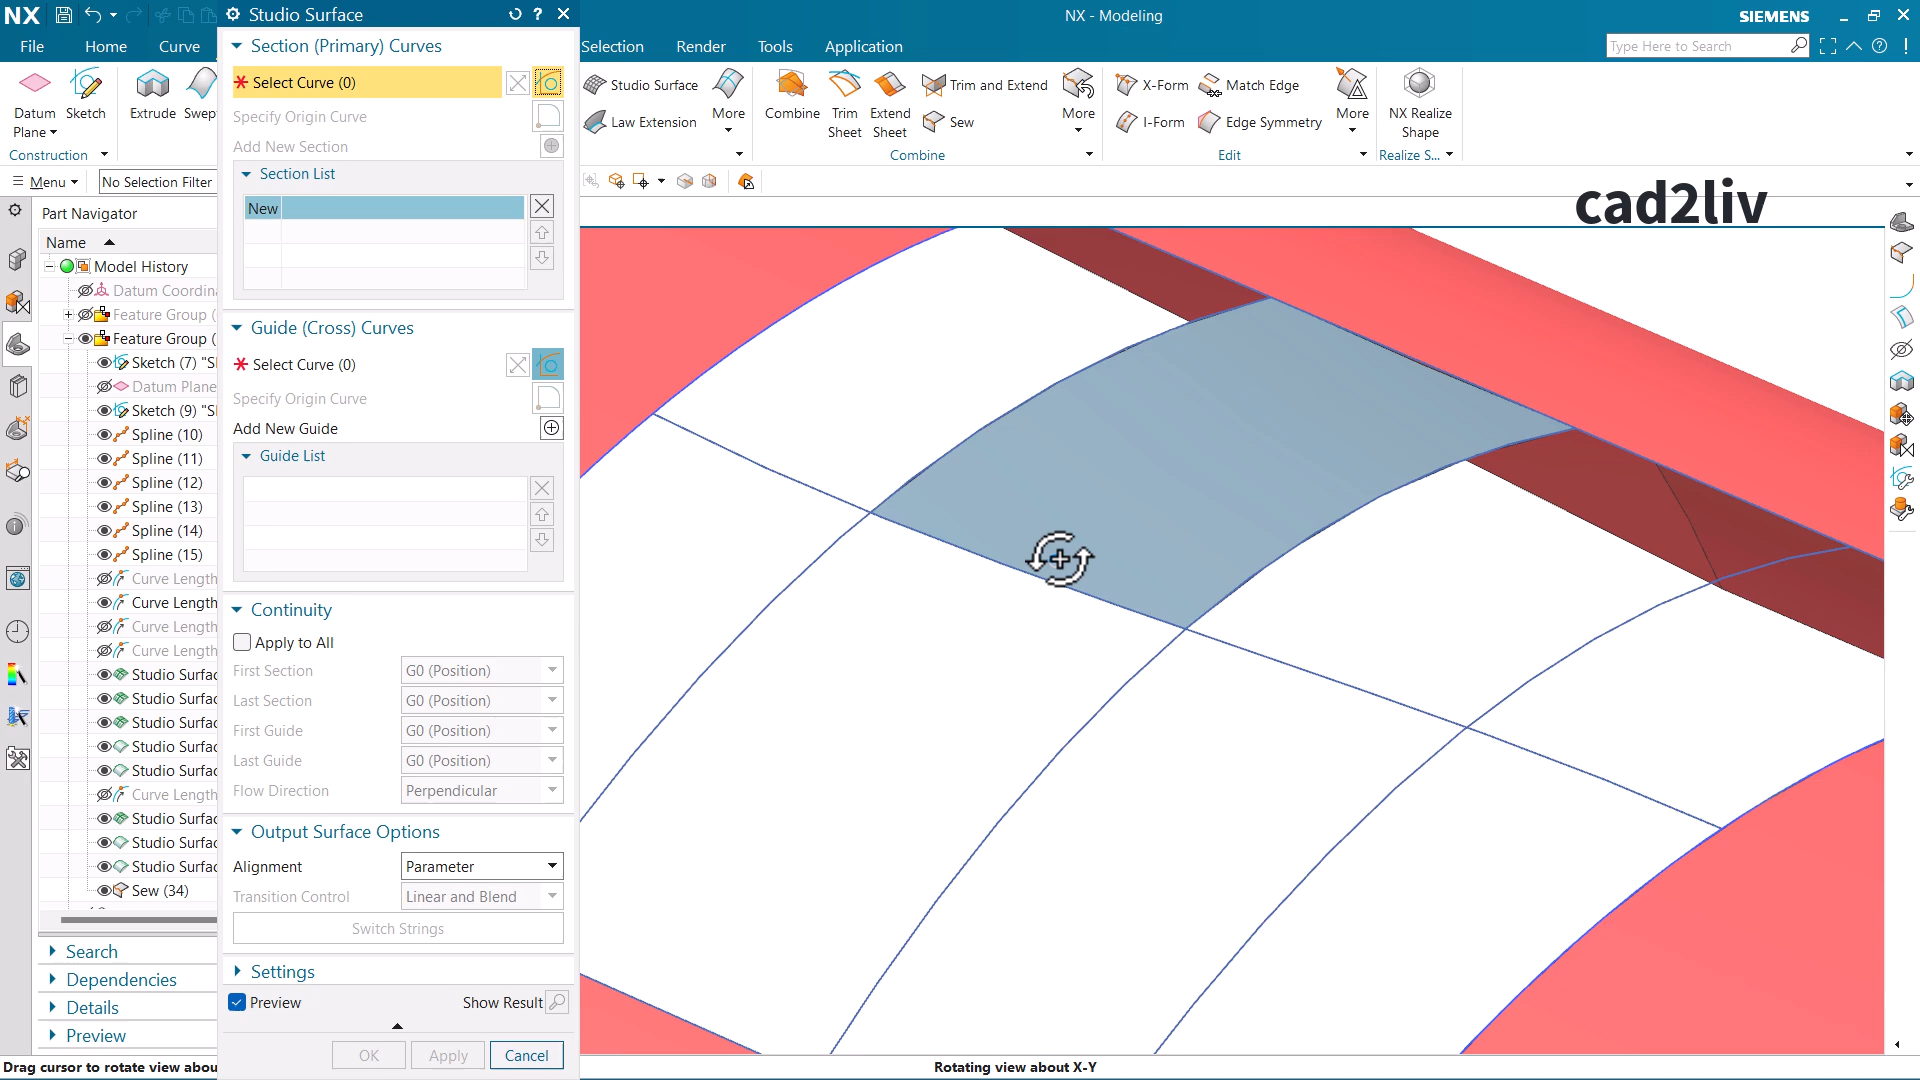 NX
Studio Surface
NX - Modeling
SIEMENS
File
Home
Curve
Selection
Render
Tools
Application
Type Here to Search
Datum
Plane
Sketch
Extrude
Swep
Construction
Studio Surface
Law Extension
More
Combine
Trim
Sheet
Extend
Sheet
Trim and Extend
Sew
More
Combine
X-Form
I-Form
Match Edge
Edge Symmetry
More
Edit
NX Realize
Shape
Realize S...
Menu
No Selection Filter
cad2liv
Part Navigator
Name
Model History
Datum Coordin
Feature Group (
Feature Group (
Sketch (7) "S
Datum Plane
Sketch (9) "S
Spline (10)
Spline (11)
Spline (12)
Spline (13)
Spline (14)
Spline (15)
Curve Length
Curve Length
Curve Length
Curve Length
Studio Surfac
Studio Surfac
Studio Surfac
Studio Surfac
Studio Surfac
Curve Length
Studio Surfac
Studio Surfac
Studio Surfac
Sew (34)
Search
Dependencies
Details
Preview
Section (Primary) Curves
* Select Curve (0)
Specify Origin Curve
Add New Section
Section List
New
Guide (Cross) Curves
* Select Curve (0)
Specify Origin Curve
Add New Guide
Guide List
Continuity
Apply to All
First Section G0 (Position)
Last Section G0 (Position)
First Guide G0 (Position)
Last Guide G0 (Position)
Flow Direction Perpendicular
Output Surface Options
Alignment Parameter
Transition Control Linear and Blend
Switch Strings
Settings
Preview Show Result
OK Apply Cancel
Drag cursor to rotate view abou
Rotating view about X-Y